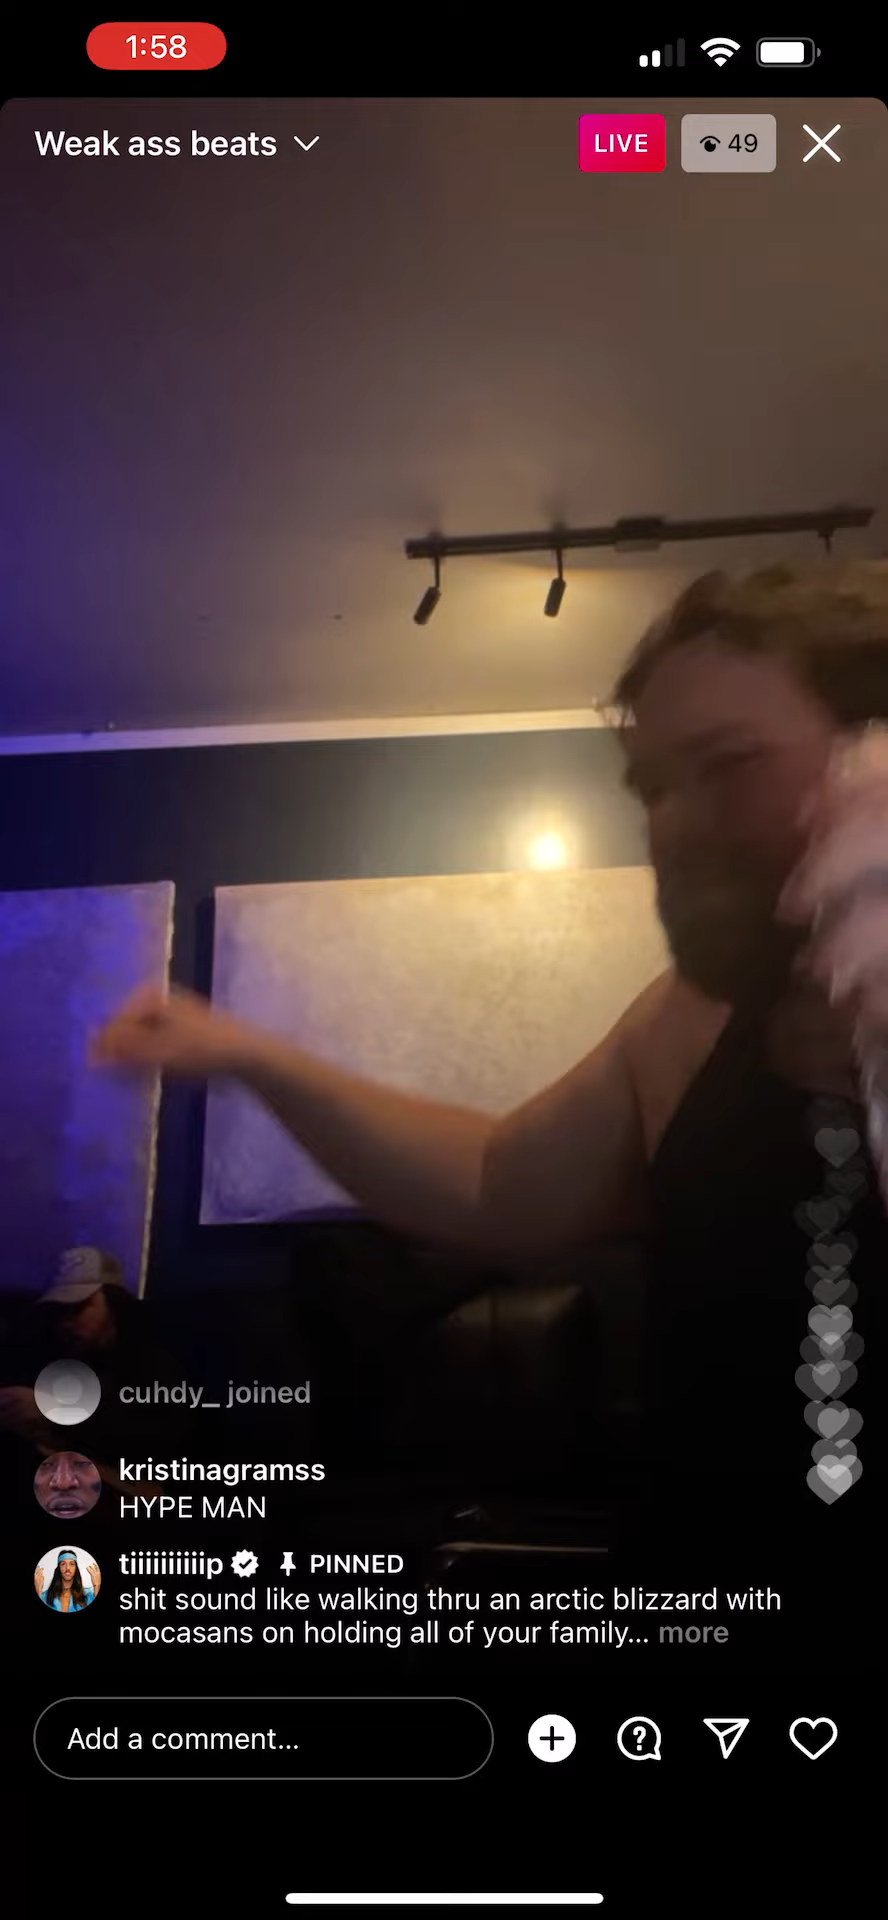 1:58
Weak ass beats
LIVE
49
cuhdy_ joined
kristinagramss
HYPE MAN
tiiiiiiiiiip PINNED
shit sound like walking thru an arctic blizzard with
mocasans on holding all of your family... more
Add a comment...